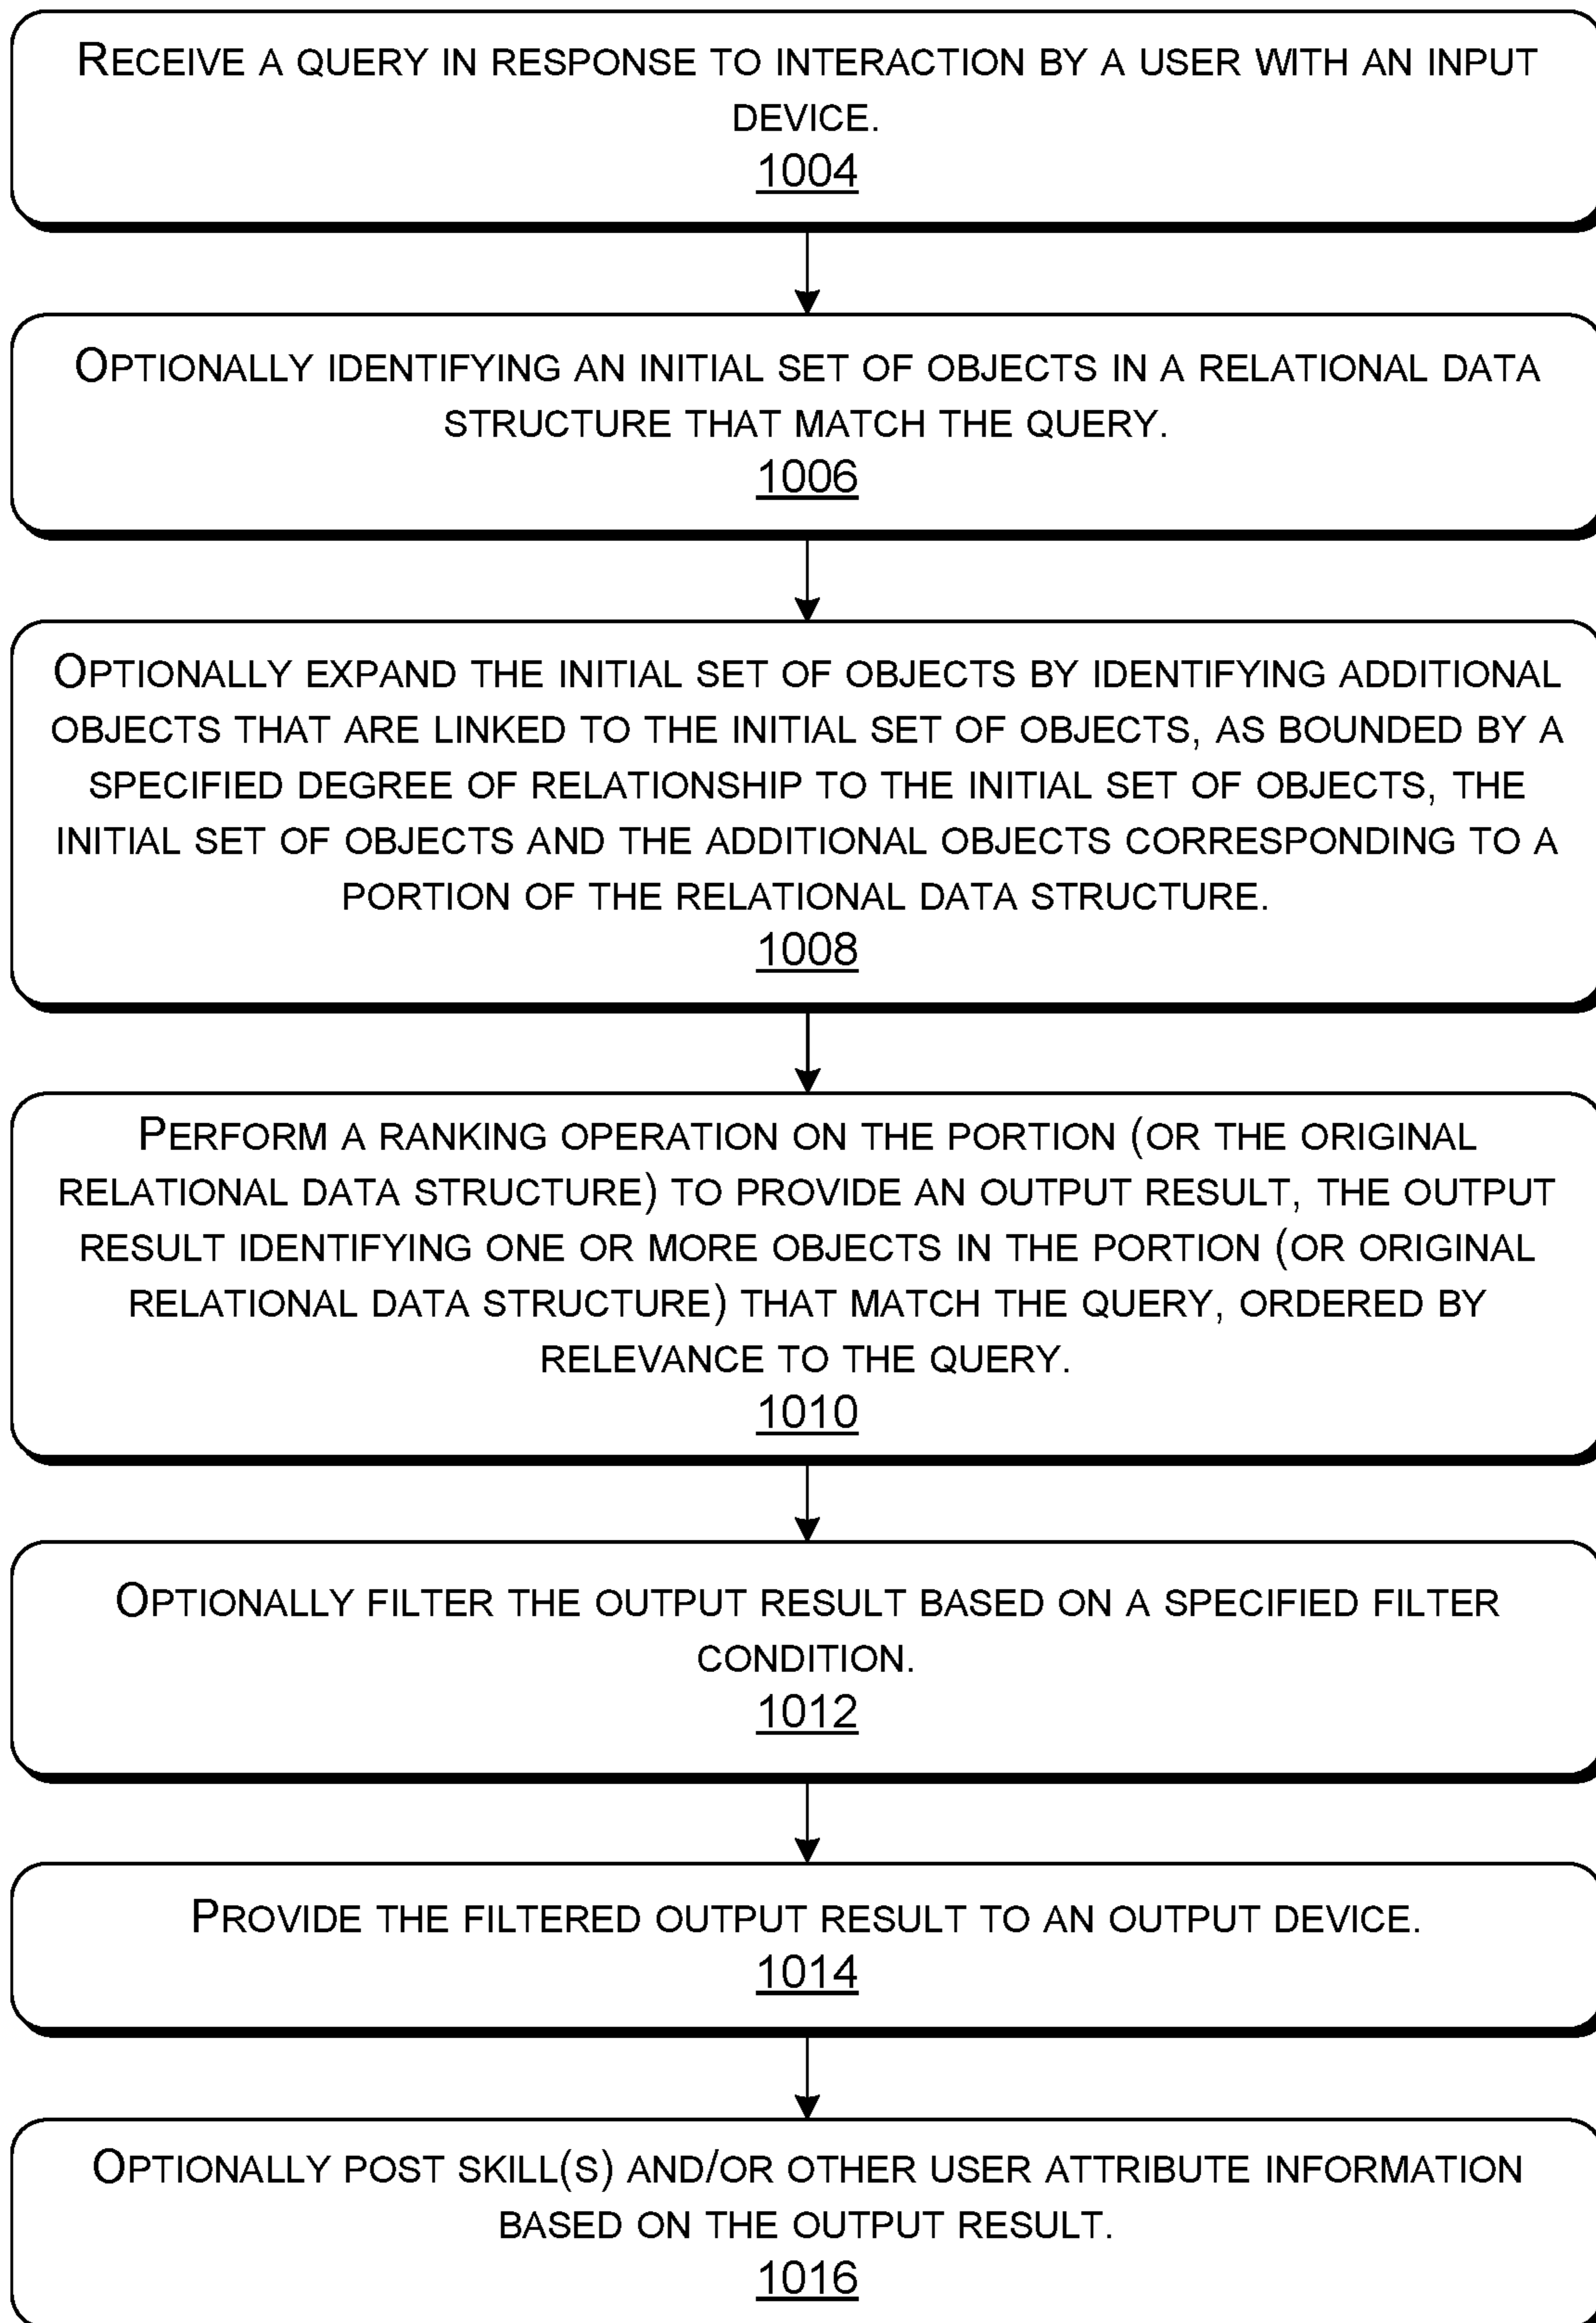 RECEIVE A QUERY IN RESPONSE TO INTERACTION BY A USER WITH AN INPUT
DEVICE.
1004
OPTIONALLY IDENTIFYING AN INITIAL SET OF OBJECTS IN A RELATIONAL DATA
STRUCTURE THAT MATCH THE QUERY.
1006
OPTIONALLY EXPAND THE INITIAL SET OF OBJECTS BY IDENTIFYING ADDITIONAL
OBJECTS THAT ARE LINKED TO THE INITIAL SET OF OBJECTS, AS BOUNDED BY A
SPECIFIED DEGREE OF RELATIONSHIP TO THE INITIAL SET OF OBJECTS, THE
INITIAL SET OF OBJECTS AND THE ADDITIONAL OBJECTS CORRESPONDING TO A
PORTION OF THE RELATIONAL DATA STRUCTURE.
1008
PERFORM A RANKING OPERATION ON THE PORTION (OR THE ORIGINAL
RELATIONAL DATA STRUCTURE) TO PROVIDE AN OUTPUT RESULT, THE OUTPUT
RESULT IDENTIFYING ONE OR MORE OBJECTS IN THE PORTION (OR ORIGINAL
RELATIONAL DATA STRUCTURE) THAT MATCH THE QUERY, ORDERED BY
RELEVANCE TO THE QUERY.
1010
OPTIONALLY FILTER THE OUTPUT RESULT BASED ON A SPECIFIED FILTER
CONDITION.
1012
PROVIDE THE FILTERED OUTPUT RESULT TO AN OUTPUT DEVICE.
1014
OPTIONALLY POST SKILL(S) AND/OR OTHER USER ATTRIBUTE INFORMATION
BASED ON THE OUTPUT RESULT.
1016